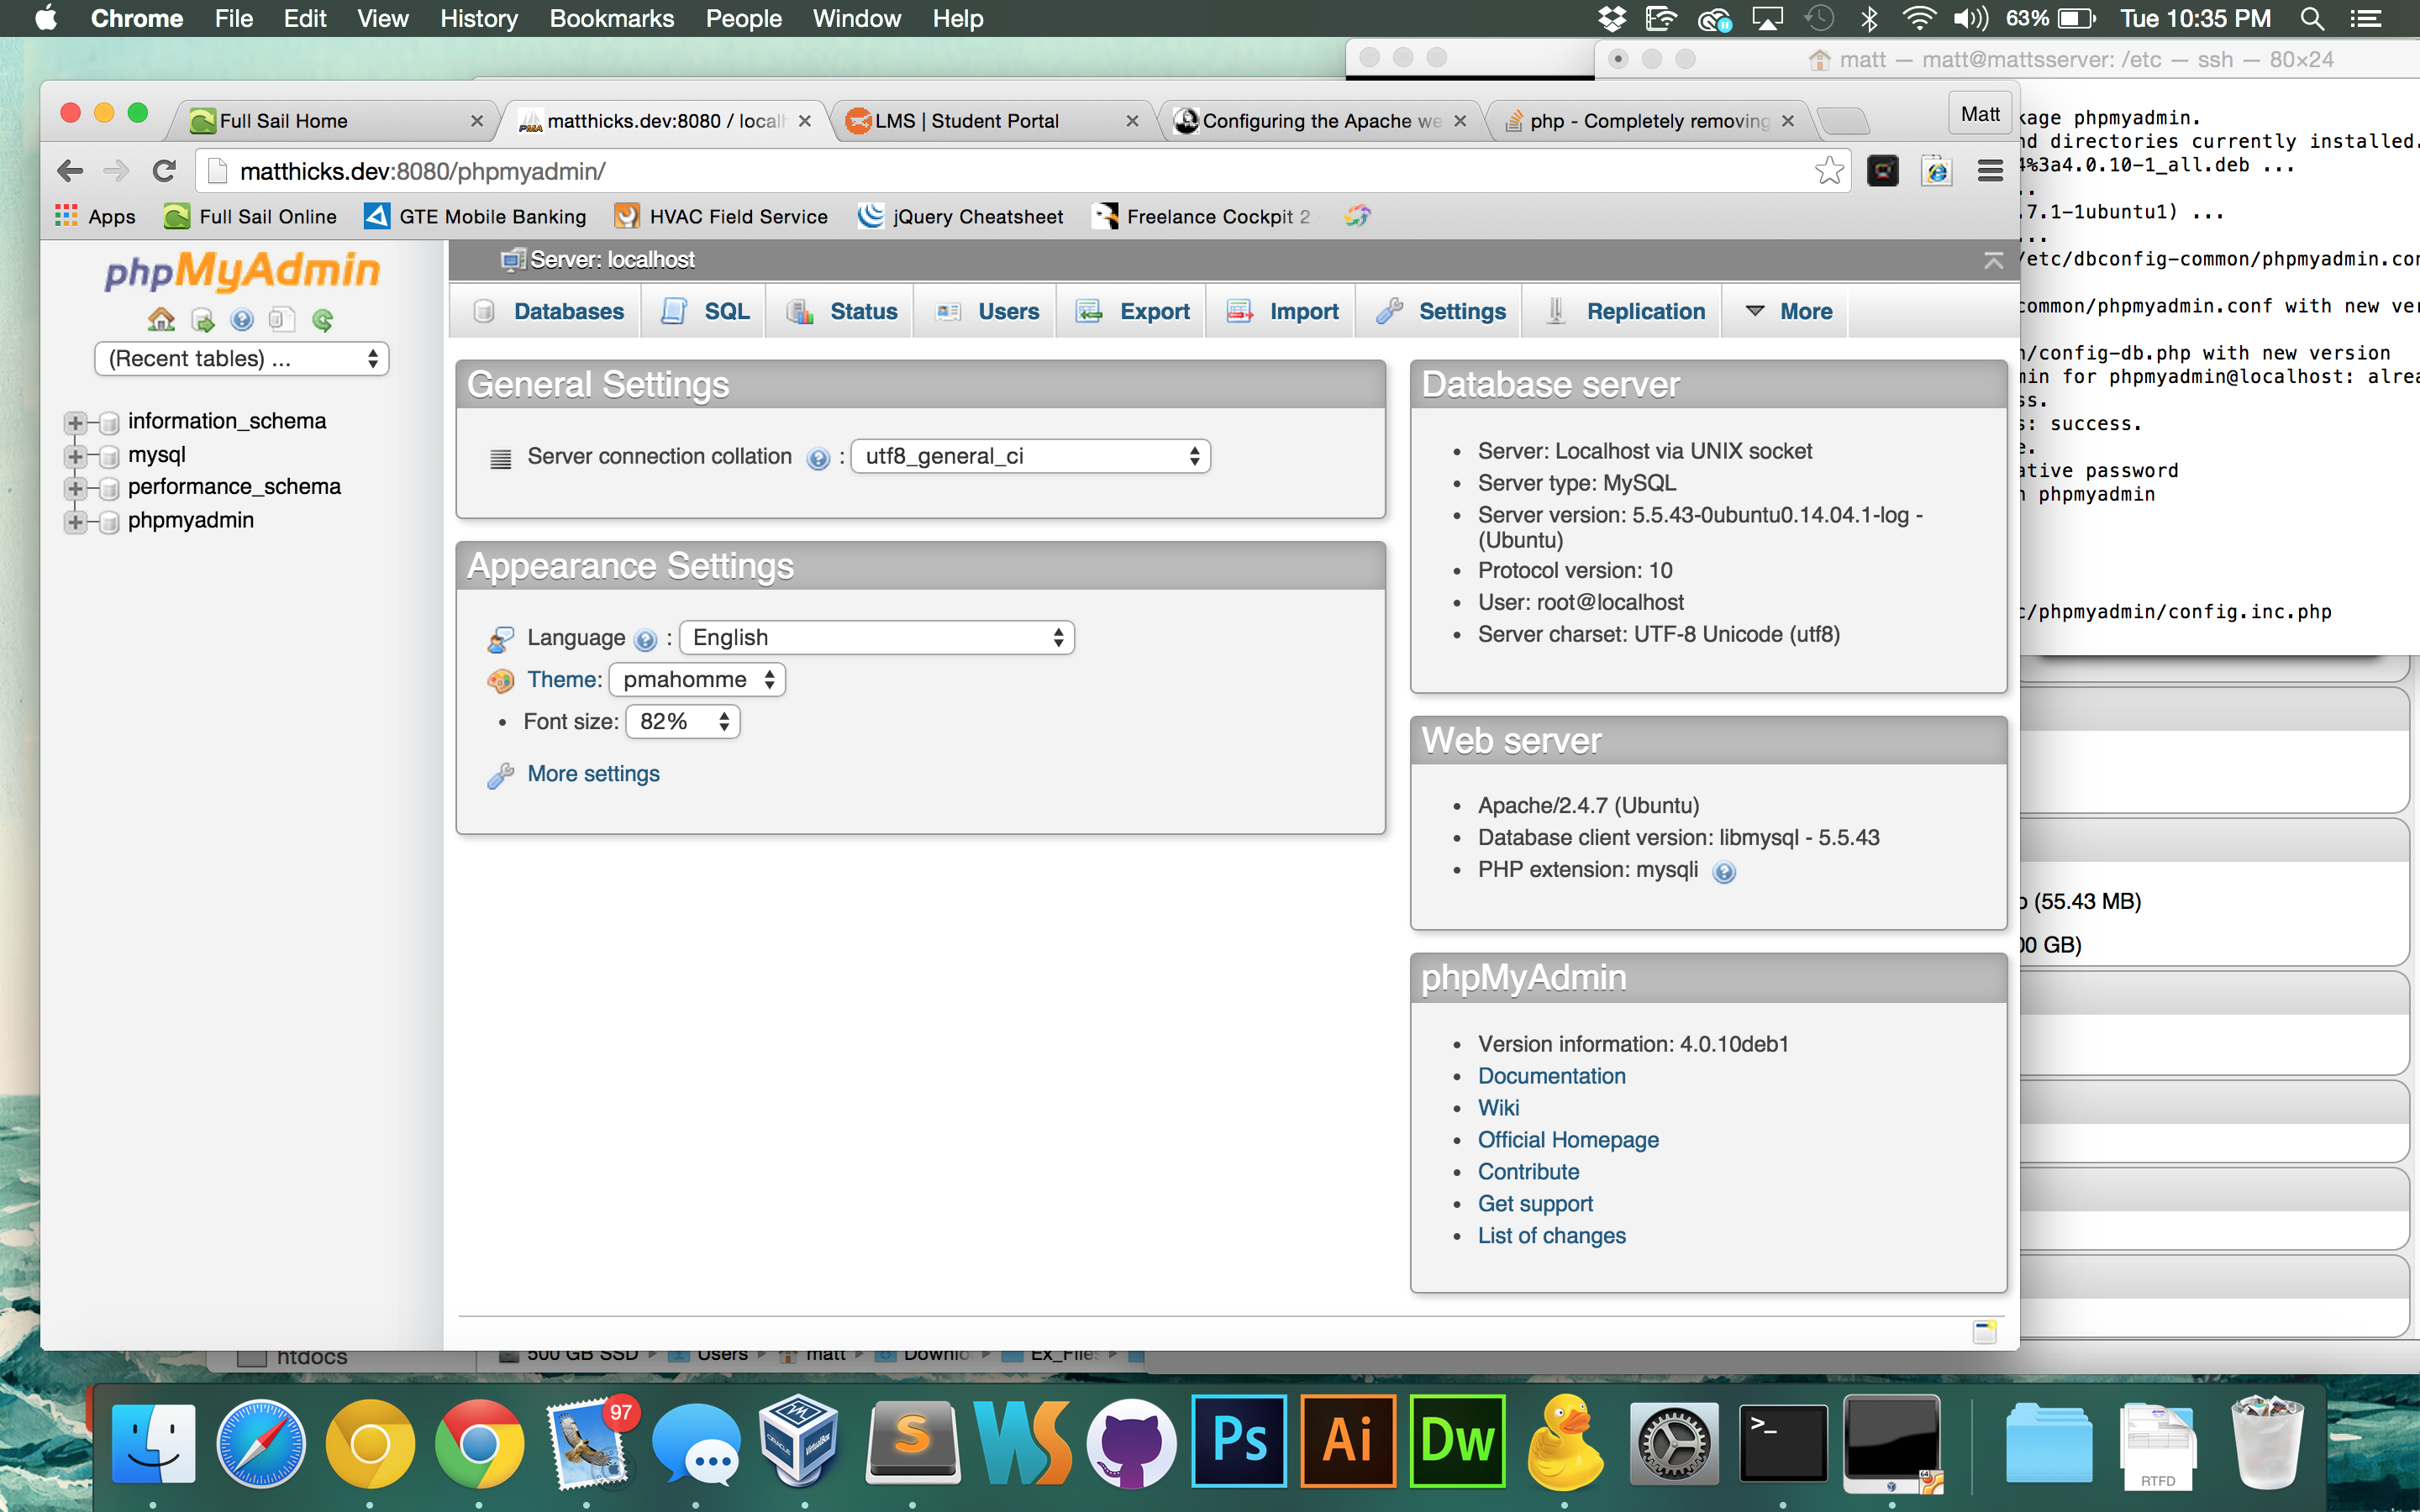 Chrome File Edit View History Bookmarks People Window Help 63% Tue 10:35 PM
matt — matt@mattsserver: /etc — ssh — 80×24
Full Sail Home
matthicks.dev:8080 / local
LMS | Student Portal
Configuring the Apache we
php - Completely removing
Matt
matthicks.dev:8080/phpmyadmin/
Apps Full Sail Online GTE Mobile Banking HVAC Field Service jQuery Cheatsheet Freelance Cockpit 2
phpMyAdmin
(Recent tables) ...
information_schema
mysql
performance_schema
phpmyadmin
Server: localhost
Databases SQL Status Users Export Import Settings Replication More
General Settings
Server connection collation : utf8_general_ci
Appearance Settings
Language : English
Theme: pmahomme
Font size: 82%
More settings
Database server
Server: Localhost via UNIX socket
Server type: MySQL
Server version: 5.5.43-0ubuntu0.14.04.1-log -
(Ubuntu)
Protocol version: 10
User: root@localhost
Server charset: UTF-8 Unicode (utf8)
Web server
Apache/2.4.7 (Ubuntu)
Database client version: libmysql - 5.5.43
PHP extension: mysqli
phpMyAdmin
Version information: 4.0.10deb1
Documentation
Wiki
Official Homepage
Contribute
Get support
List of changes
kage phpmyadmin.
nd directories currently installed.
4%3a4.0.10-1_all.deb ...
..
.7.1-1ubuntu1) ...
...
/etc/dbconfig-common/phpmyadmin.con
common/phpmyadmin.conf with new ver
/config-db.php with new version
min for phpmyadmin@localhost: alrea
ss.
s: success.
e.
ative password
phpmyadmin
c/phpmyadmin/config.inc.php
(55.43 MB)
00 GB)
htdocs
500 GB SSD Users matt Downlo Ex_Files
97
S
WS
Ps
Ai
Dw
>_
64
RTFD